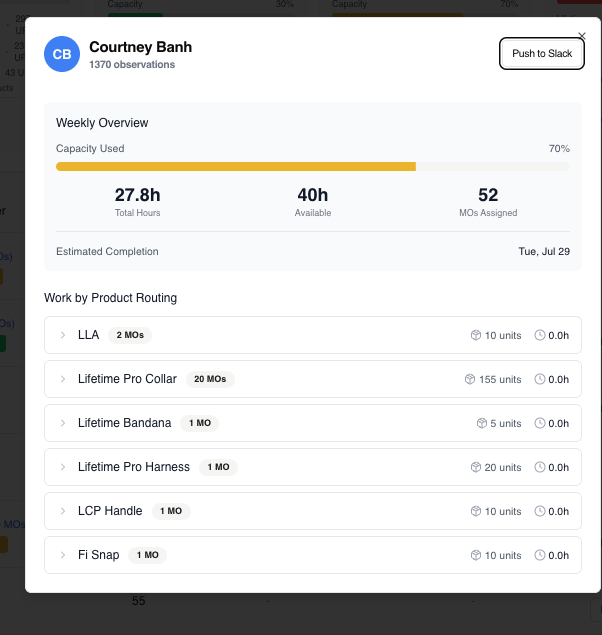 Capacity 30% Capacity 70%
CB
Courtney Banh
1370 observations
Push to Slack
Weekly Overview
Capacity Used 70%
27.8h 40h 52
Total Hours Available MOs Assigned
Estimated Completion Tue, Jul 29
Work by Product Routing
LLA 2 MOs 10 units 0.0h
Lifetime Pro Collar 20 MOs 155 units 0.0h
Lifetime Bandana 1 MO 5 units 0.0h
Lifetime Pro Harness 1 MO 20 units 0.0h
LCP Handle 1 MO 10 units 0.0h
Fi Snap 1 MO 10 units 0.0h
55